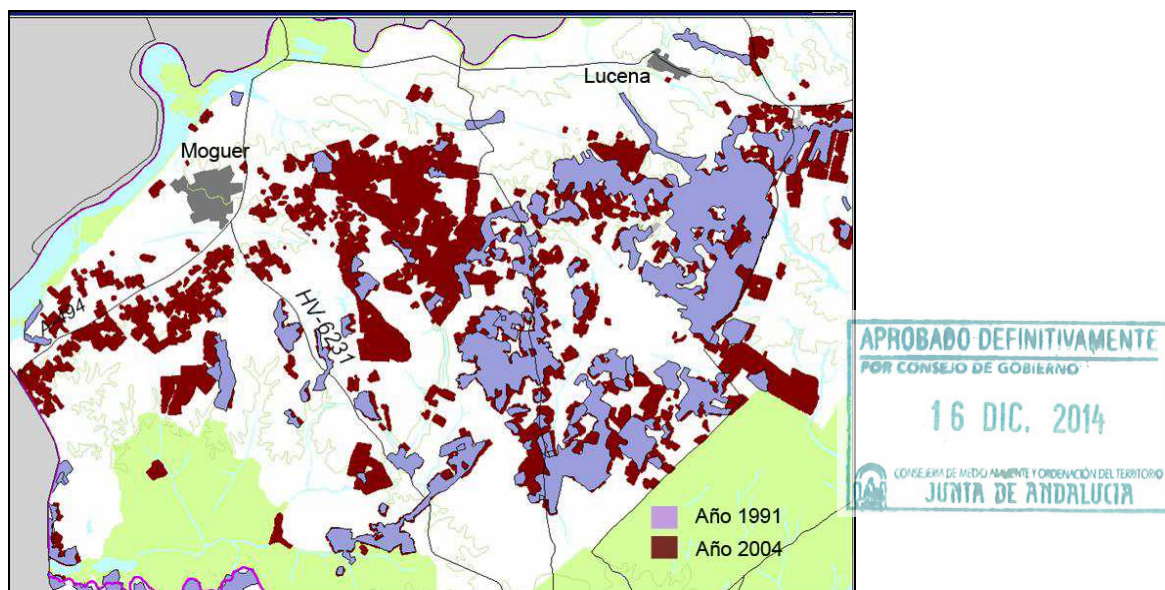 Lucena
Moguer
A-494
HV-6231
Año 1991
Año 2004
APROBADO DEFINITIVAMENTE
POR CONSEJO DE GOBIERNO
16 DIC. 2014
CONSEJERIA DE MEDIO AMBIENTE Y ORDENACIÓN DEL TERRITORIO
JUNTA DE ANDALUCIA